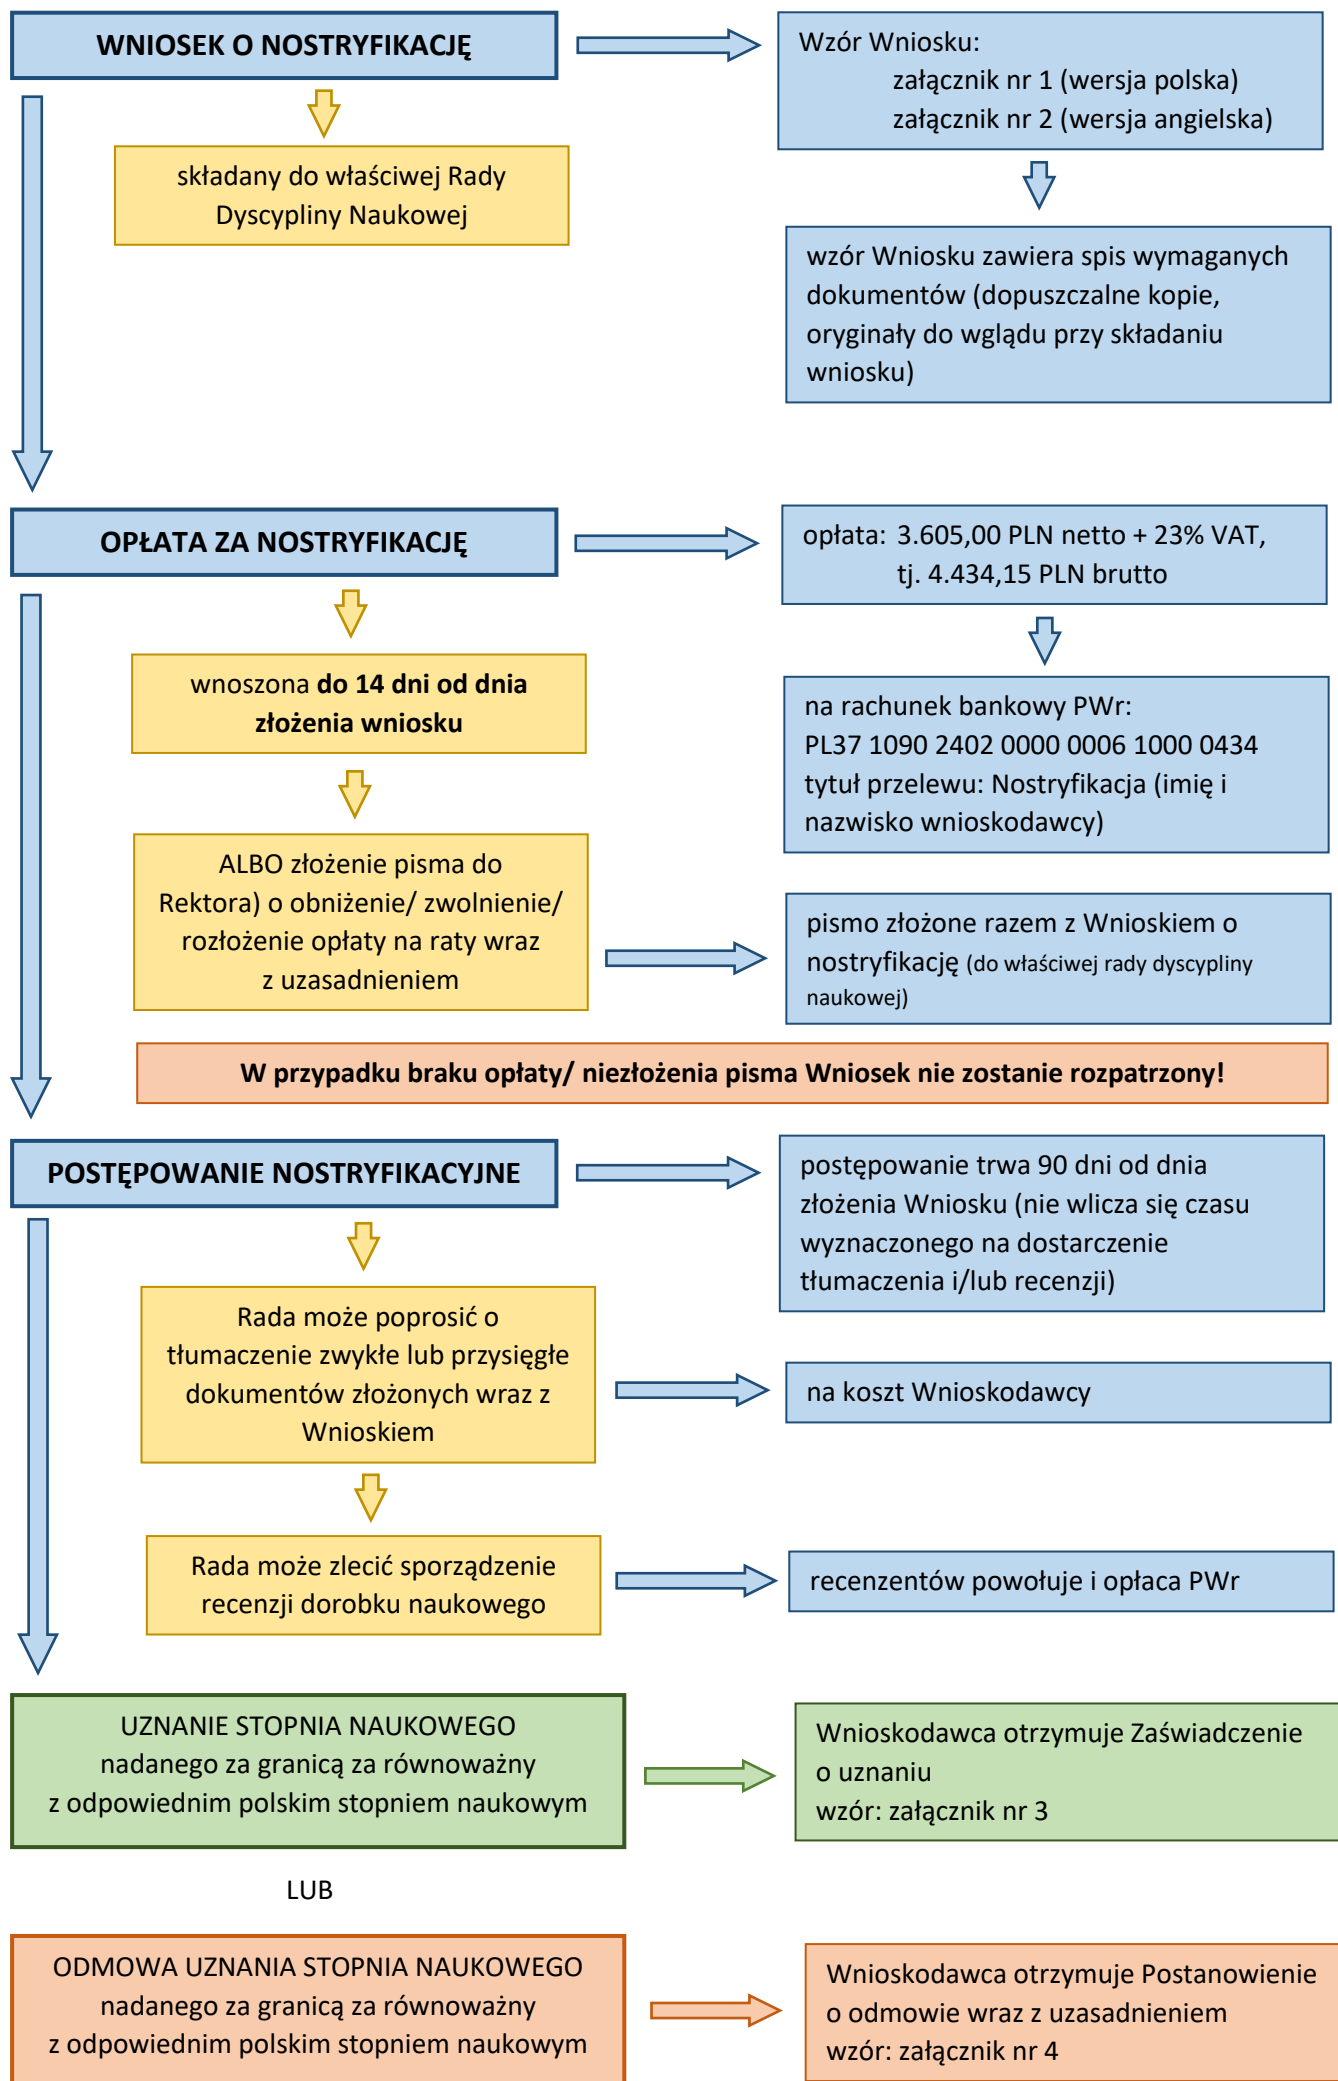 WNIOSEK O NOSTRYFIKACJĘ
Wzór Wniosku:
załącznik nr 1 (wersja polska)
załącznik nr 2 (wersja angielska)
składany do właściwej Rady
Dyscypliny Naukowej
wzór Wniosku zawiera spis wymaganych
dokumentów (dopuszczalne kopie,
oryginały do wglądu przy składaniu
wniosku)
OPŁATA ZA NOSTRYFIKACJĘ
opłata: 3.605,00 PLN netto + 23% VAT,
tj. 4.434,15 PLN brutto
wnoszona do 14 dni od dnia
złożenia wniosku
na rachunek bankowy PWr:
PL37 1090 2402 0000 0006 1000 0434
tytuł przelewu: Nostryfikacja (imię i
nazwisko wnioskodawcy)
ALBO złożenie pisma do
Rektora) o obniżenie/ zwolnienie/
rozłożenie opłaty na raty wraz
z uzasadnieniem
pismo złożone razem z Wnioskiem o
nostryfikację (do właściwej rady dyscypliny
naukowej)
W przypadku braku opłaty/ niezłożenia pisma Wniosek nie zostanie rozpatrzony!
POSTĘPOWANIE NOSTRYFIKACYJNE
postępowanie trwa 90 dni od dnia
złożenia Wniosku (nie wlicza się czasu
wyznaczonego na dostarczenie
tłumaczenia i/lub recenzji)
Rada może poprosić o
tłumaczenie zwykłe lub przysięgłe
dokumentów złożonych wraz z
Wnioskiem
na koszt Wnioskodawcy
Rada może zlecić sporządzenie
recenzji dorobku naukowego
recenzentów powołuje i opłaca PWr
UZNANIE STOPNIA NAUKOWEGO
nadanego za granicą za równoważny
z odpowiednim polskim stopniem naukowym
Wnioskodawca otrzymuje Zaświadczenie
o uznaniu
wzór: załącznik nr 3
LUB
ODMOWA UZNANIA STOPNIA NAUKOWEGO
nadanego za granicą za równoważny
z odpowiednim polskim stopniem naukowym
Wnioskodawca otrzymuje Postanowienie
o odmowie wraz z uzasadnieniem
wzór: załącznik nr 4